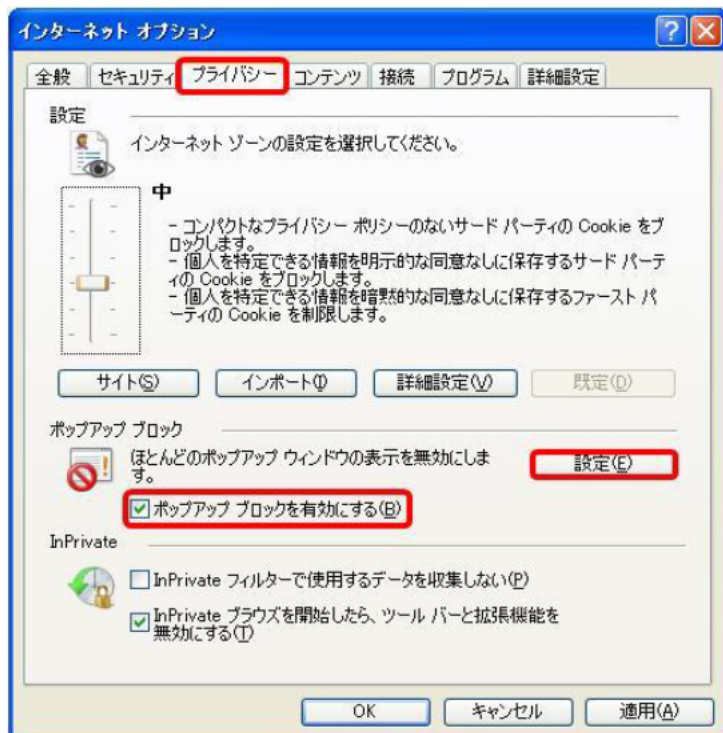 インターネット オプション
全般 セキュリティ プライバシー コンテンツ 接続 プログラム 詳細設定
設定
インターネット ゾーンの設定を選択してください。
中
- コンパクトなプライバシー ポリシーのないサード パーティの Cookie をブ
ロックします。
- 個人を特定できる情報を明示的な同意なしに保存するサード パーテ
ィの Cookie をブロックします。
- 個人を特定できる情報を暗黙的な同意なしに保存するファースト パ
ーティの Cookie を制限します。
サイト(S) インポート(I) 詳細設定(V) 既定(D)
ポップアップ ブロック
ほとんどのポップアップ ウィンドウの表示を無効にしま
す。
設定(E)
ポップアップ ブロックを有効にする(B)
InPrivate
InPrivate フィルターで使用するデータを収集しない(P)
InPrivate ブラウズを開始したら、ツール バーと拡張機能を
無効にする(T)
OK キャンセル 適用(A)